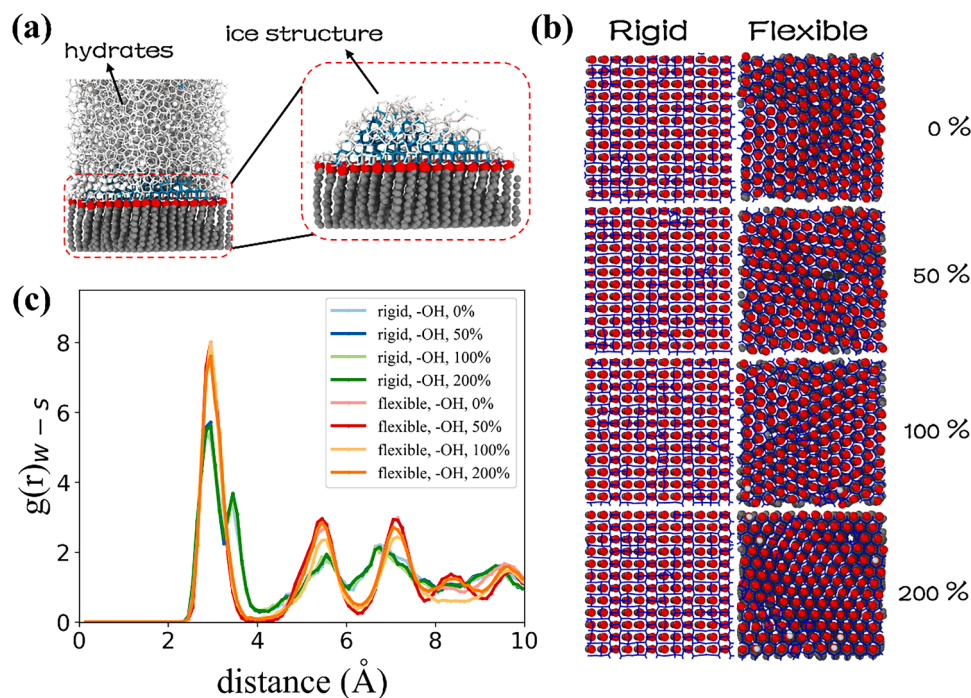 (a)
hydrates
ice structure
(b)
Rigid
Flexible
0 %
50 %
100 %
200 %
(c)
g(r)w − s
8
6
4
2
0
rigid, -OH, 0%
rigid, -OH, 50%
rigid, -OH, 100%
rigid, -OH, 200%
flexible, -OH, 0%
flexible, -OH, 50%
flexible, -OH, 100%
flexible, -OH, 200%
0 2 4 6 8 10
distance (Å)